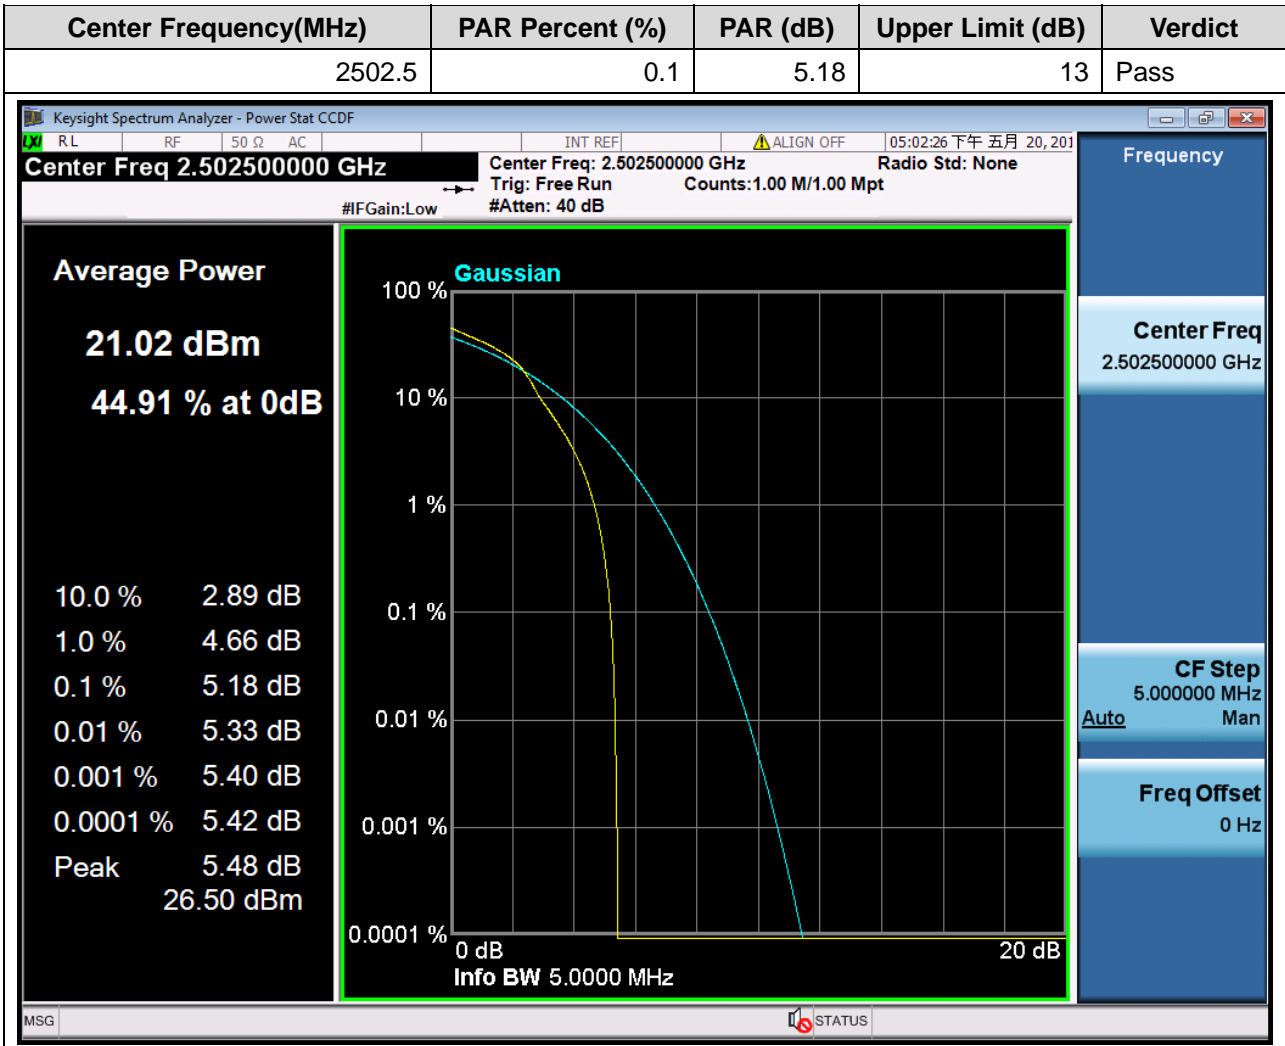 Center Frequency(MHz) PAR Percent (%) PAR (dB) Upper Limit (dB) Verdict
2502.5 0.1 5.18 13 Pass
Keysight Spectrum Analyzer - Power Stat CCDF
LXI RL RF 50 Ω AC INT REF ALIGN OFF 05:02:26 下午 五月 20, 201
Center Freq 2.502500000 GHz
Center Freq: 2.502500000 GHz Radio Std: None
Trig: Free Run Counts:1.00 M/1.00 Mpt
#IFGain:Low #Atten: 40 dB
Average Power
21.02 dBm
44.91 % at 0dB
10.0 % 2.89 dB
1.0 % 4.66 dB
0.1 % 5.18 dB
0.01 % 5.33 dB
0.001 % 5.40 dB
0.0001 % 5.42 dB
Peak 5.48 dB
26.50 dBm
Gaussian
100 %
10 %
1 %
0.1 %
0.01 %
0.001 %
0.0001 %
0 dB 20 dB
Info BW 5.0000 MHz
Frequency
Center Freq
2.502500000 GHz
CF Step
5.000000 MHz
Auto Man
Freq Offset
0 Hz
MSG STATUS